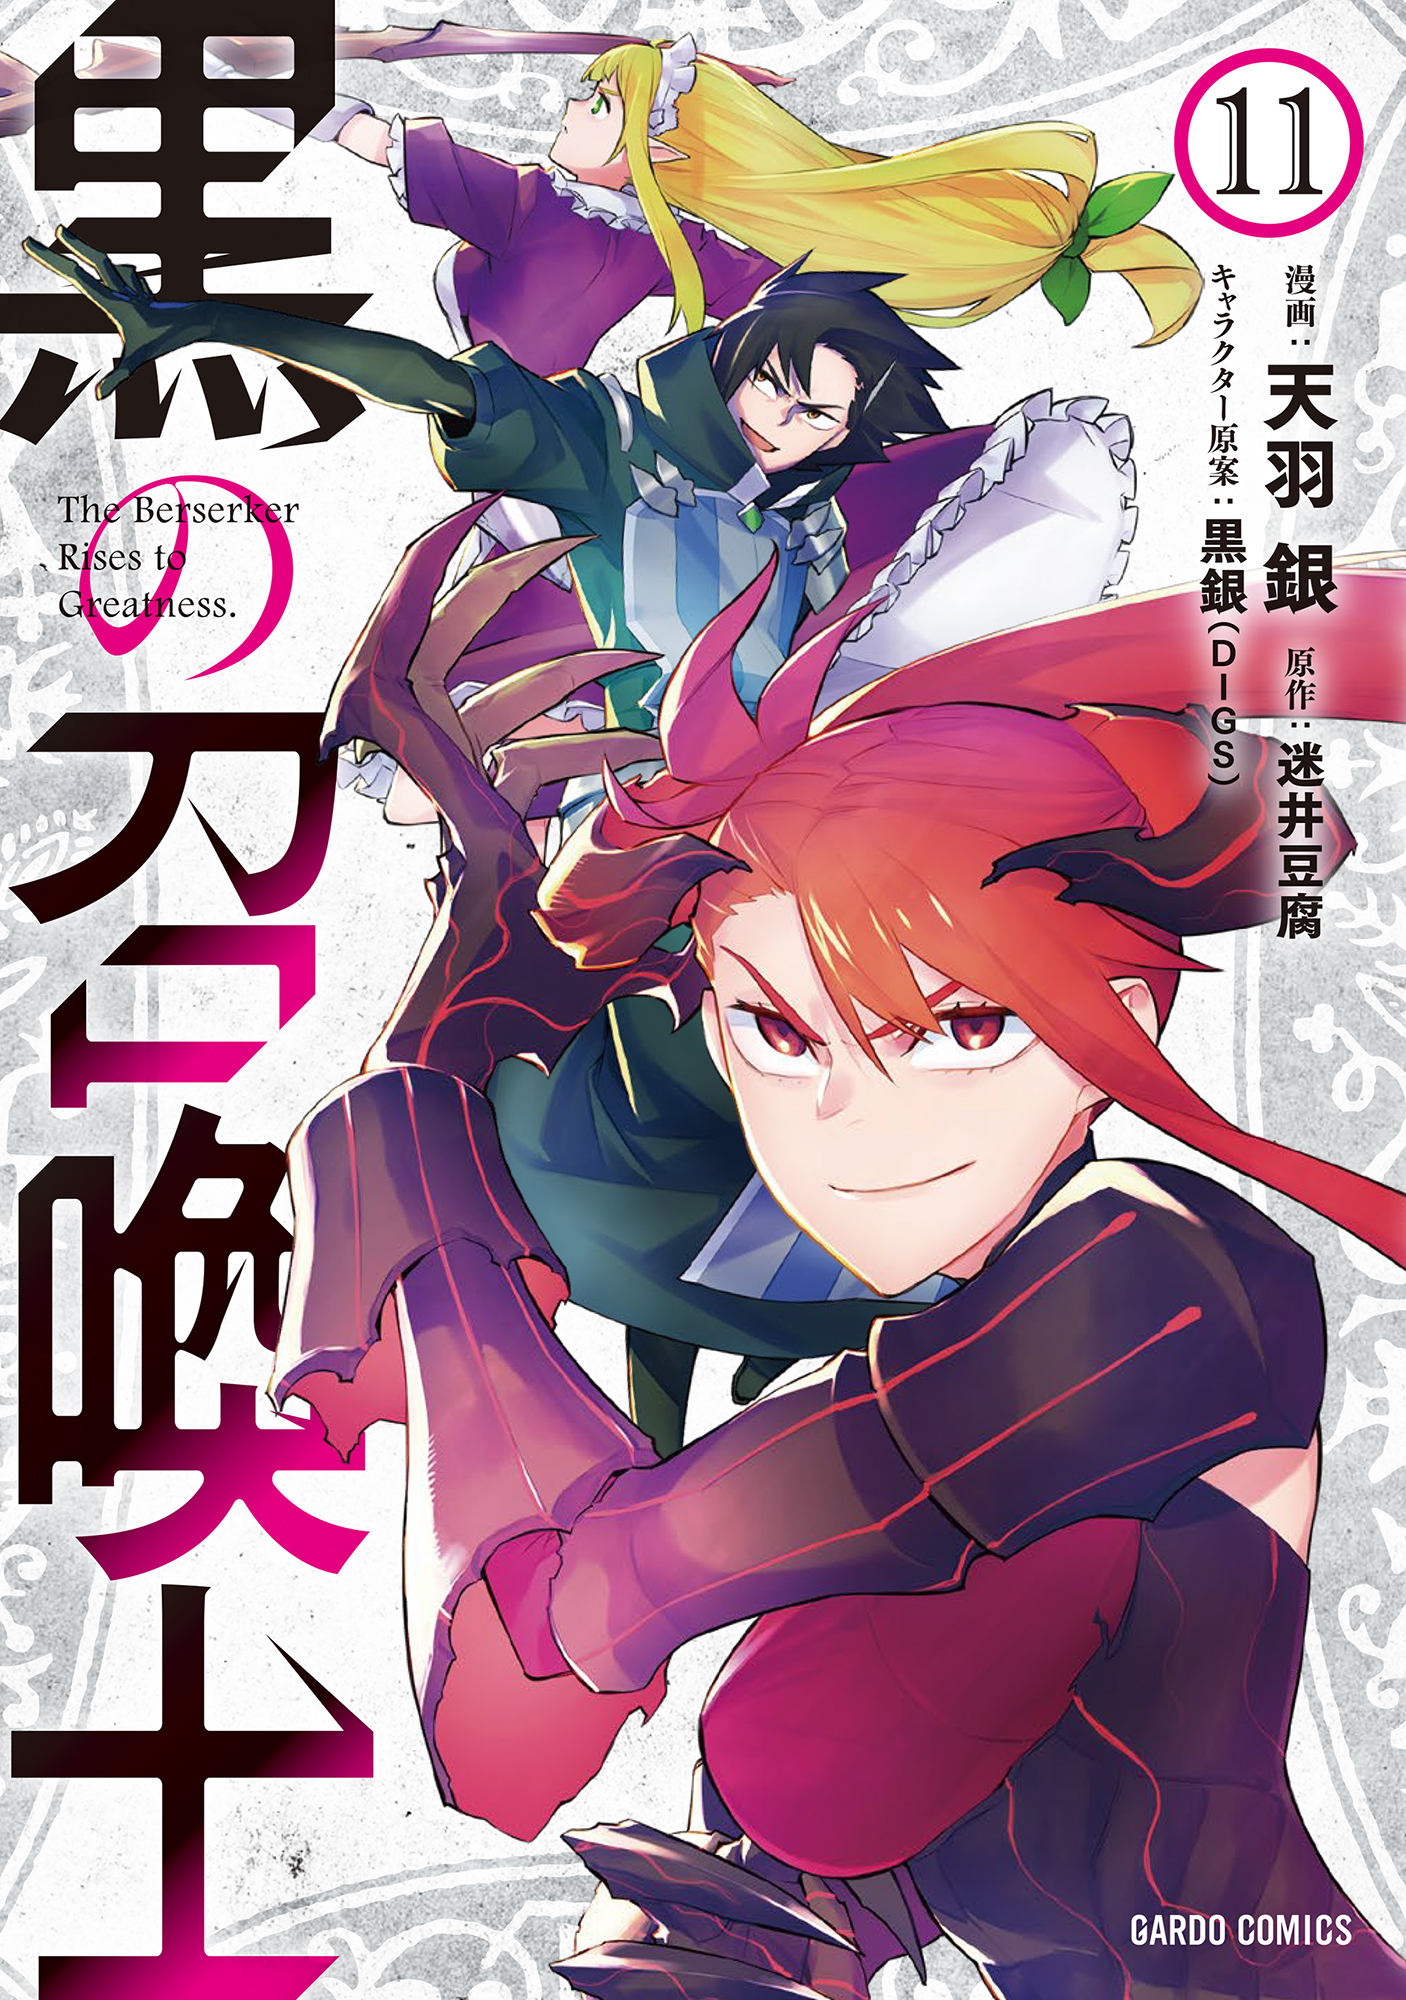 黒の召喚士
The Berserker
Rises to
Greatness.
11
漫画：天羽 銀
原作：迷井豆腐
キャラクター原案：黒銀（DIGS）
GARDO COMICS